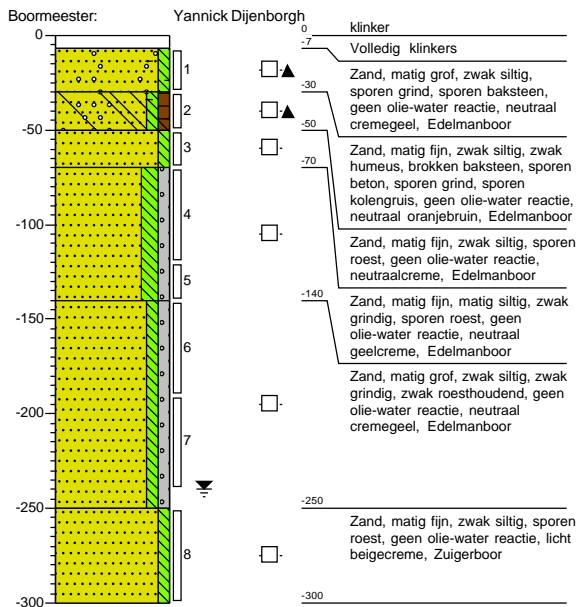 Boormeester: Yannick Dijenborgh
0
-50
-100
-150
-200
-250
-300
1
2
3
4
5
6
7
8
0
klinker
-7
Volledig klinkers
Zand, matig grof, zwak siltig,
sporen grind, sporen baksteen,
geen olie-water reactie, neutraal
cremegeel, Edelmanboor
-30
Zand, matig fijn, zwak siltig, zwak
humeus, brokken baksteen, sporen
beton, sporen grind, sporen
kolengruis, geen olie-water reactie,
neutraal oranjebruin, Edelmanboor
-50
Zand, matig fijn, zwak siltig, sporen
roest, geen olie-water reactie,
neutraalcreme, Edelmanboor
-70
Zand, matig fijn, matig siltig, zwak
grindig, sporen roest, geen
olie-water reactie, neutraal
geelcreme, Edelmanboor
-140
Zand, matig grof, zwak siltig, zwak
grindig, zwak roesthoudend, geen
olie-water reactie, neutraal
cremegeel, Edelmanboor
-250
Zand, matig fijn, zwak siltig, sporen
roest, geen olie-water reactie, licht
beigecreme, Zuigerboor
-300